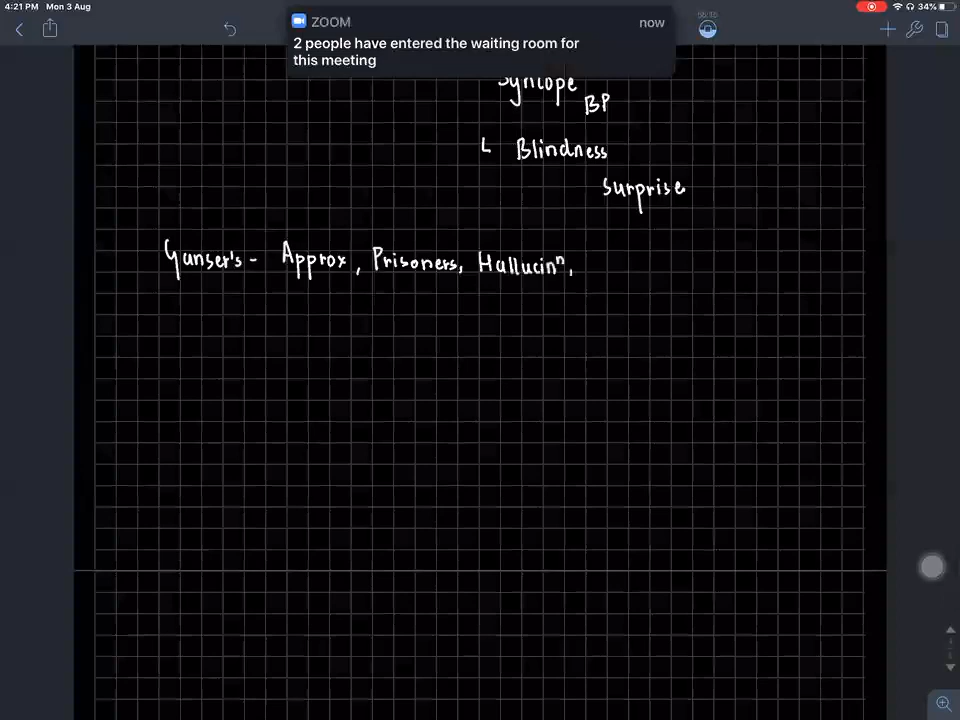 4:21 PM Mon 3 Aug
34%
ZOOM now
2 people have entered the waiting room for
this meeting
Syncope
BP
Blindness
surprise
Ganser's - Approx, Prisoners, Hallucinⁿ,